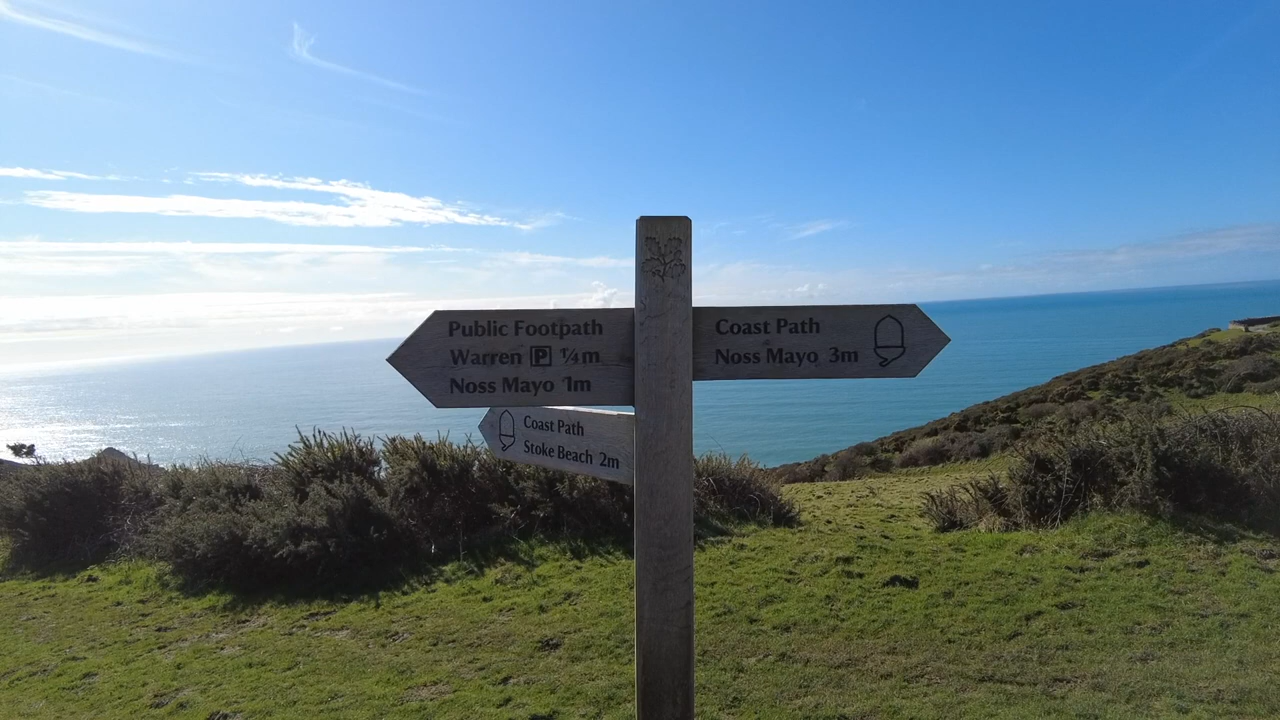 Public Footpath
Warren P 1/4m
Noss Mayo 1m
Coast Path
Noss Mayo 3m
Coast Path
Stoke Beach 2m